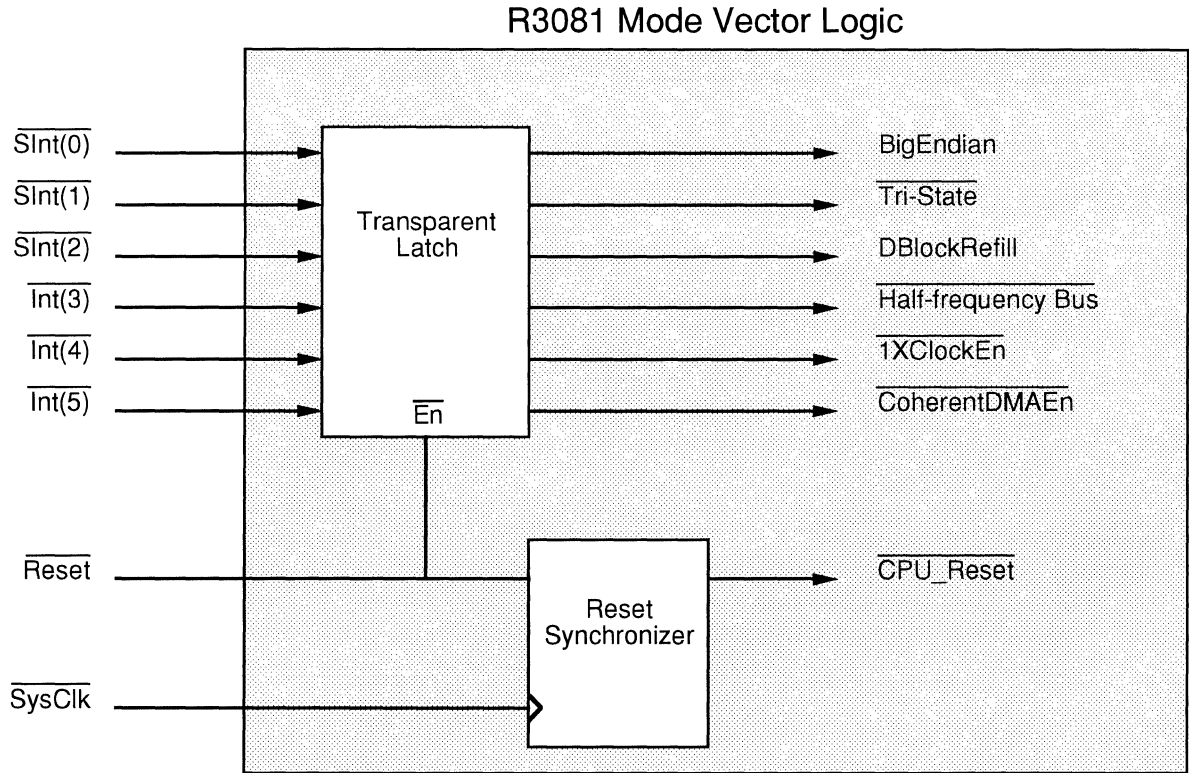 R3081 Mode Vector Logic
SInt(0)
SInt(1)
SInt(2)
Int(3)
Int(4)
Int(5)
Transparent
Latch
En
BigEndian
Tri-State
DBlockRefill
Half-frequency Bus
1XClockEn
CoherentDMAEn
Reset
SysClk
Reset
Synchronizer
CPU_Reset